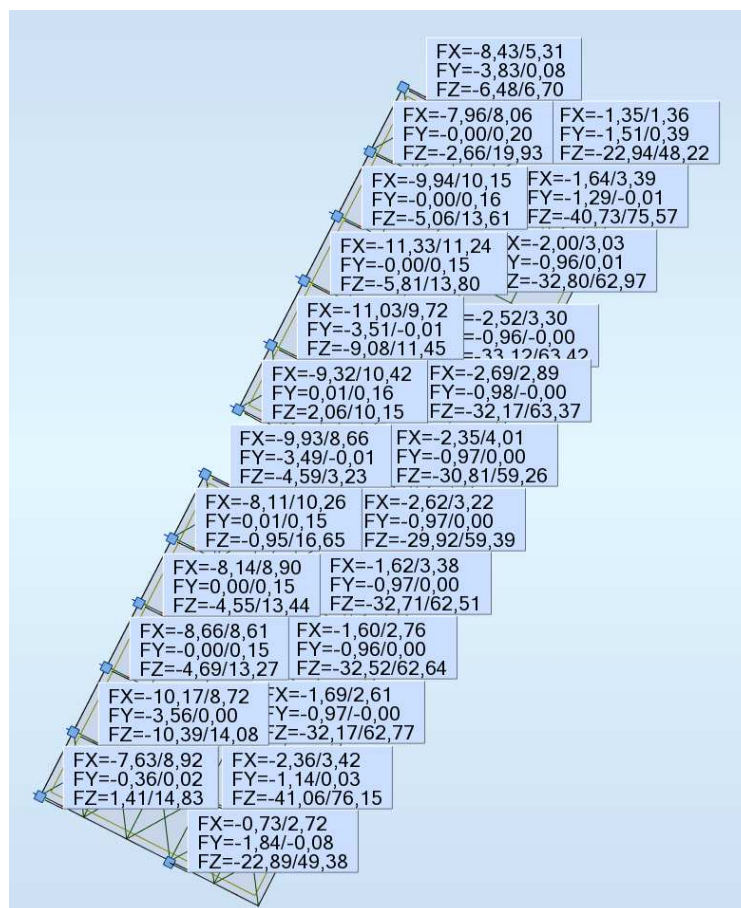 FX=-8,43/5,31
FY=-3,83/0,08
FZ=-6,48/6,70
FX=-7,96/8,06
FY=-0,00/0,20
FZ=-2,66/19,93
FX=-1,35/1,36
FY=-1,51/0,39
FZ=-22,94/48,22
FX=-9,94/10,15
FY=-0,00/0,16
FZ=-5,06/13,61
FX=-1,64/3,39
FY=-1,29/-0,01
FZ=-40,73/75,57
FX=-11,33/11,24
FY=-0,00/0,15
FZ=-5,81/13,80
X=-2,00/3,03
Y=-0,96/0,01
Z=-32,80/62,97
FX=-11,03/9,72
FY=-3,51/-0,01
FZ=-9,08/11,45
=-2,52/3,30
=-0,96/-0,00
=-33,12/63,42
FX=-9,32/10,42
FY=0,01/0,16
FZ=2,06/10,15
FX=-2,69/2,89
FY=-0,98/-0,00
FZ=-32,17/63,37
FX=-9,93/8,66
FY=-3,49/-0,01
FZ=-4,59/3,23
FX=-2,35/4,01
FY=-0,97/0,00
FZ=-30,81/59,26
FX=-8,11/10,26
FY=0,01/0,15
FZ=-0,95/16,65
FX=-2,62/3,22
FY=-0,97/0,00
FZ=-29,92/59,39
FX=-8,14/8,90
FY=0,00/0,15
FZ=-4,55/13,44
FX=-1,62/3,38
FY=-0,97/0,00
FZ=-32,71/62,51
FX=-8,66/8,61
FY=-0,00/0,15
FZ=-4,69/13,27
FX=-1,60/2,76
FY=-0,96/0,00
FZ=-32,52/62,64
FX=-10,17/8,72
FY=-3,56/0,00
FZ=-10,39/14,08
FX=-1,69/2,61
FY=-0,97/-0,00
FZ=-32,17/62,77
FX=-7,63/8,92
FY=-0,36/0,02
FZ=1,41/14,83
FX=-2,36/3,42
FY=-1,14/0,03
FZ=-41,06/76,15
FX=-0,73/2,72
FY=-1,84/-0,08
FZ=-22,89/49,38